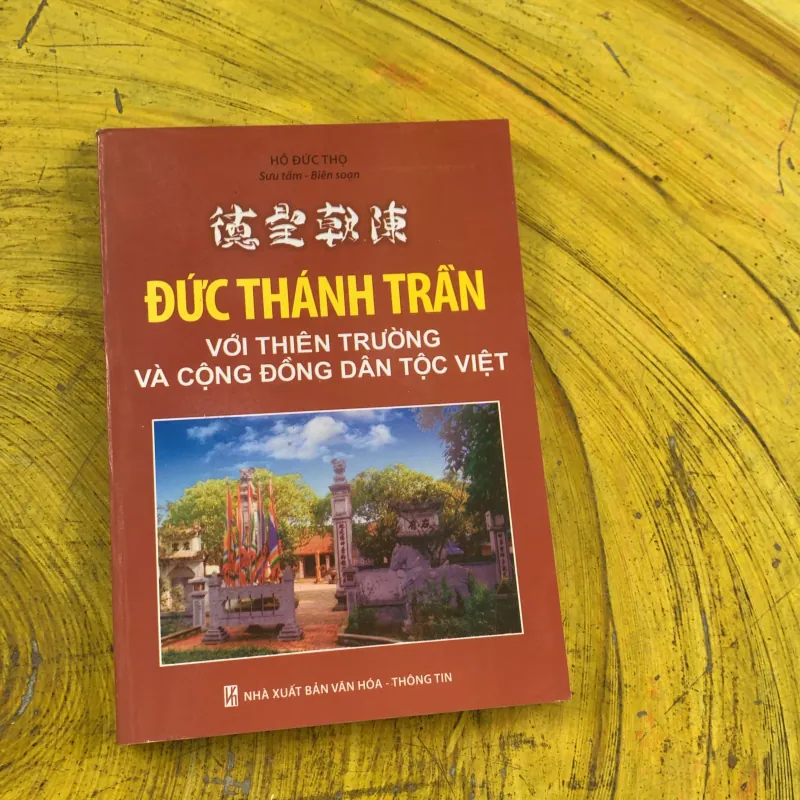 HỒ ĐỨC THỌ
Sưu tầm - Biên soạn
德聖朝陳
ĐỨC THÁNH TRẦN
VỚI THIÊN TRƯỜNG
VÀ CỘNG ĐỒNG DÂN TỘC VIỆT
NHÀ XUẤT BẢN VĂN HÓA - THÔNG TIN